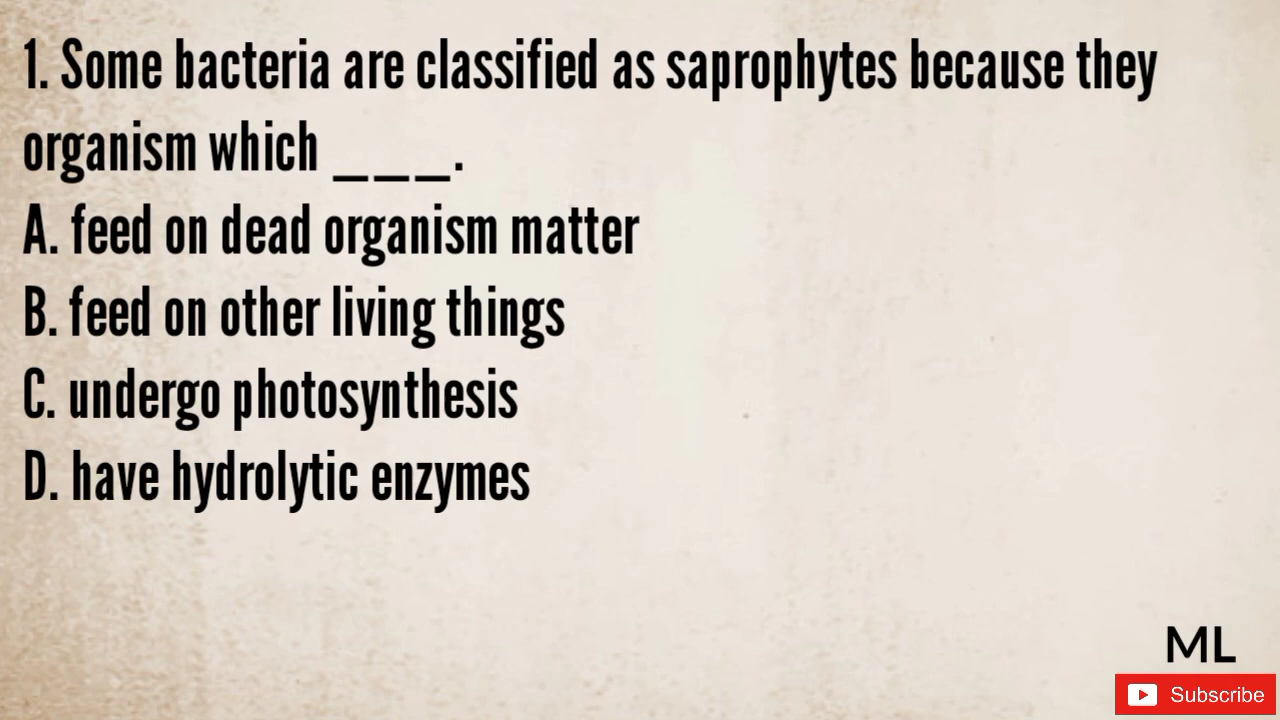 1. Some bacteria are classified as saprophytes because they
organism which _ _ _.
A. feed on dead organism matter
B. feed on other living things
C. undergo photosynthesis
D. have hydrolytic enzymes
ML
Subscribe